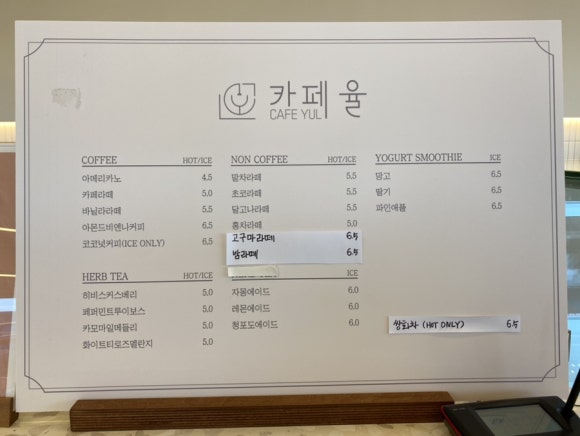 카페 율
CAFE YUL
COFFEE HOT/ICE
아메리카노 4.5
카페라떼 5.0
바닐라라떼 5.5
아몬드비엔나커피 6.5
코코넛커피(ICE ONLY) 6.5
HERB TEA HOT/ICE
히비스커스베리 5.0
페퍼민트루이보스 5.0
카모마일메들리 5.0
화이트티로즈멜란지 5.0
NON COFFEE HOT/ICE
말차라떼 5.5
초코라떼 5.5
달고나라떼 5.5
홍차라떼 5.0
고구마라떼 6.5
밤라떼 6.5
ICE
자몽에이드 6.0
레몬에이드 6.0
청포도에이드 6.0
YOGURT SMOOTHIE ICE
망고 6.5
딸기 6.5
파인애플 6.5
쌍화차 (HOT ONLY) 6.5